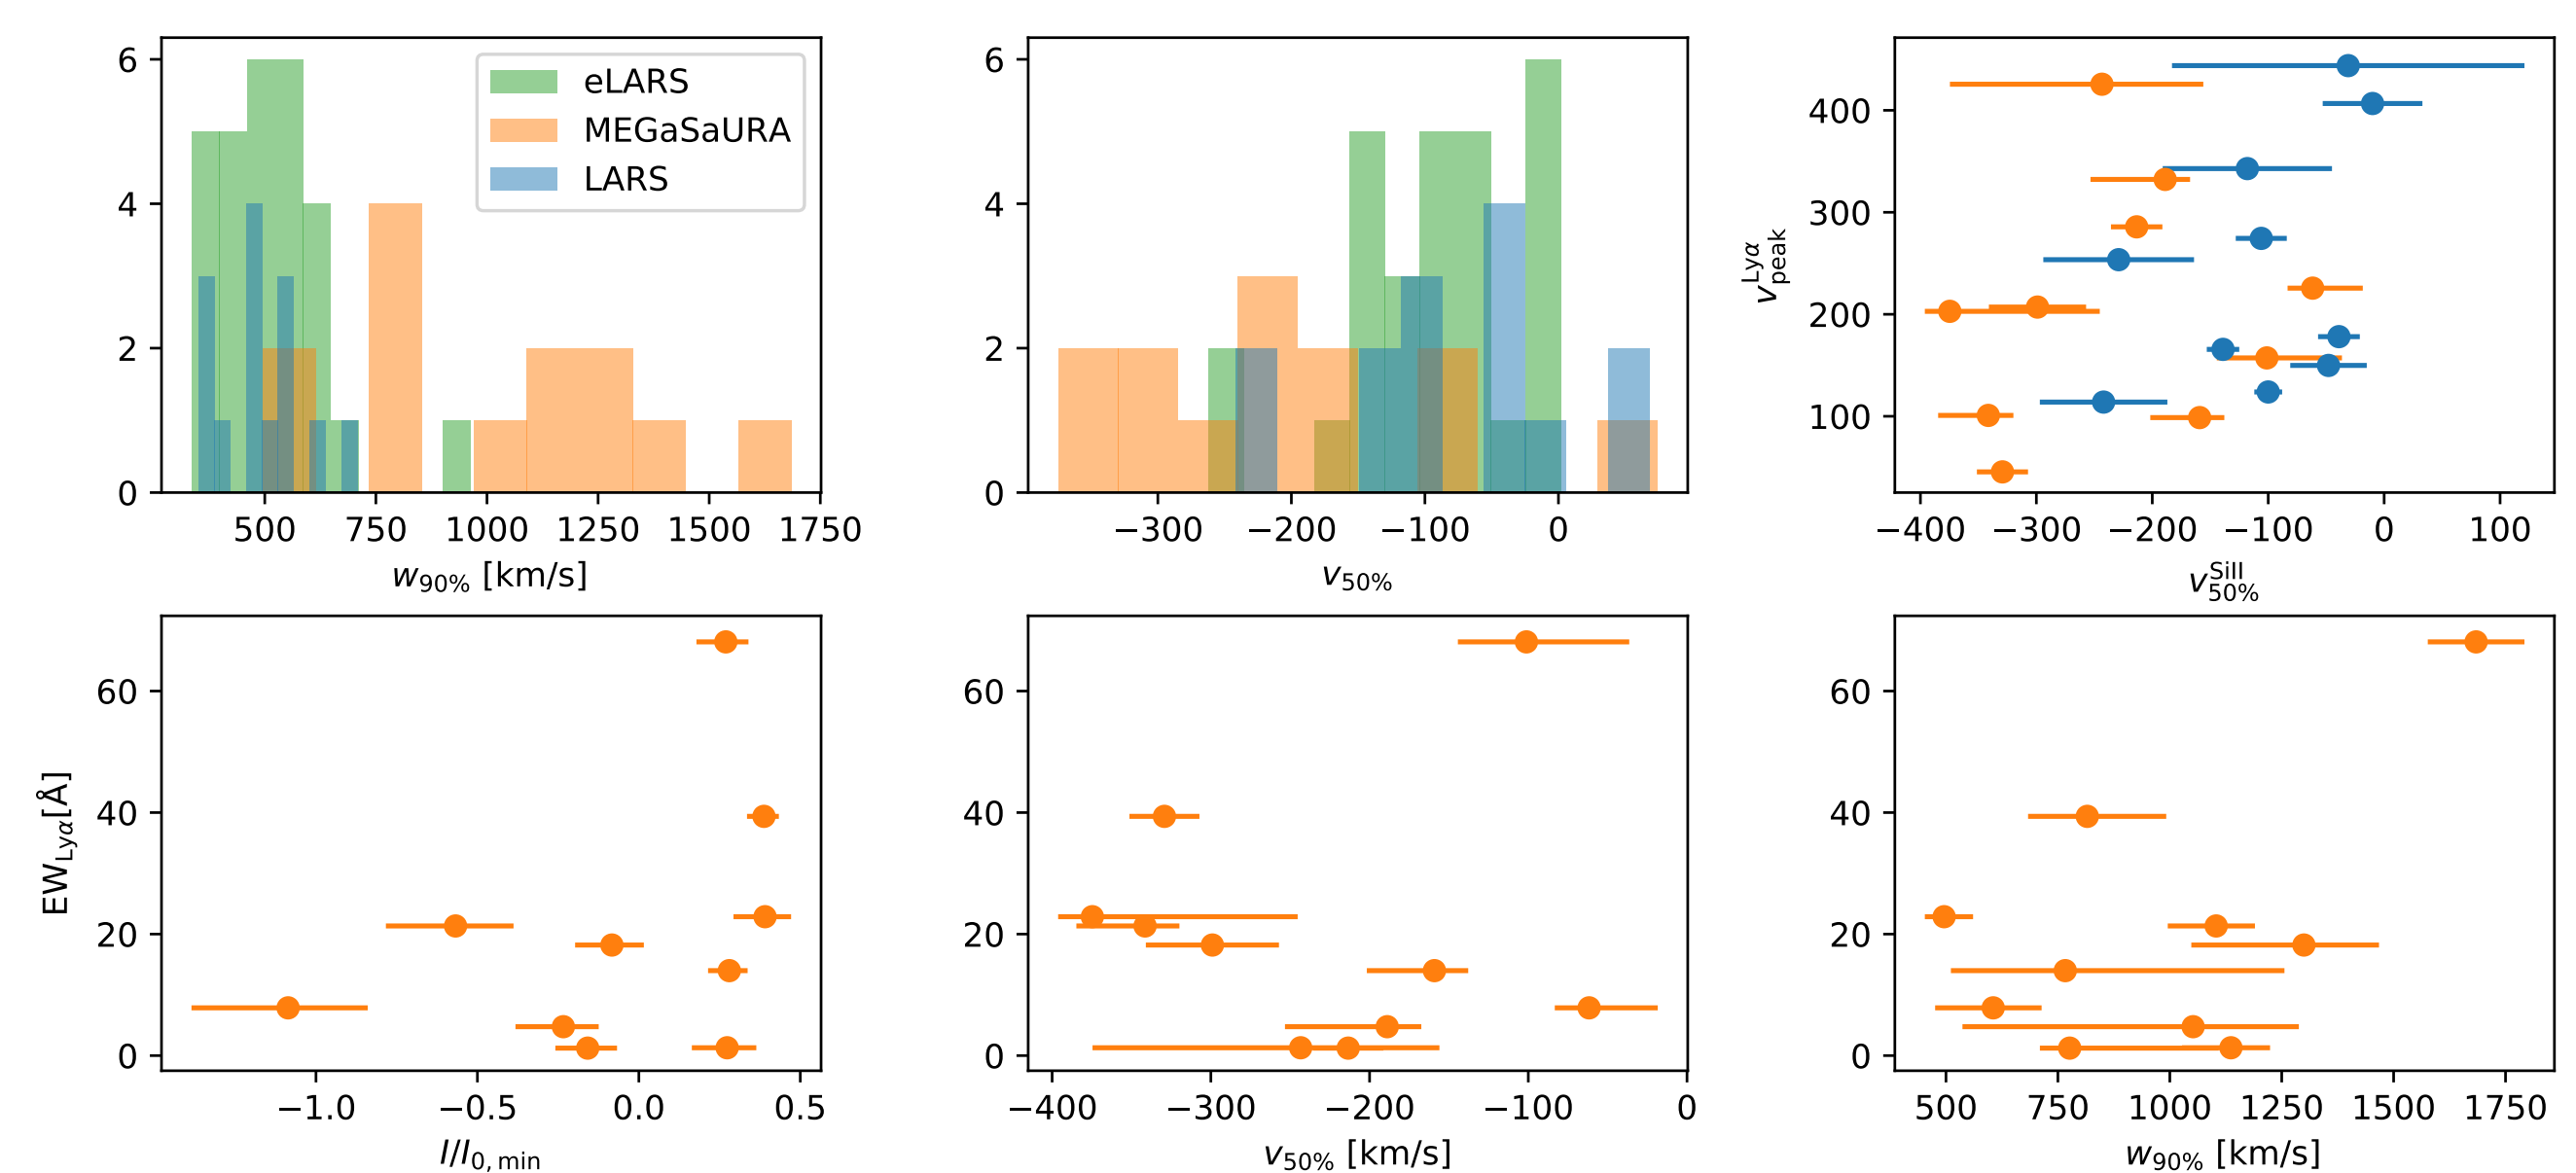 6
4
2
0
500 750 1000 1250 1500 1750
w90% [km/s]
eLARS
MEGaSaURA
LARS
6
4
2
0
−300 −200 −100 0
v50%
400
300
200
100
v^Lyα_peak
−400 −300 −200 −100 0 100
v^SiII_50%
60
40
20
0
EW_Lyα[Å]
−1.0 −0.5 0.0 0.5
I/I0, min
60
40
20
0
−400 −300 −200 −100 0
v50% [km/s]
60
40
20
0
500 750 1000 1250 1500 1750
w90% [km/s]